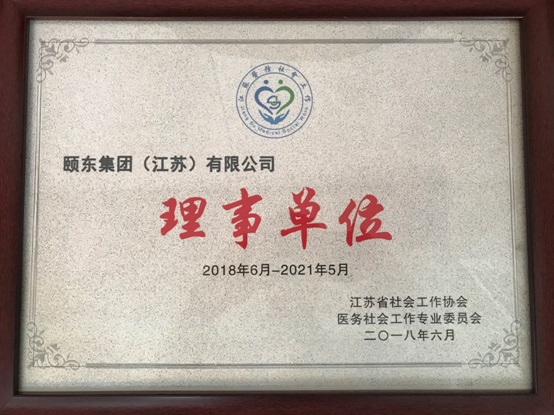 颐东集团（江苏）有限公司
理事单位
2018年6月-2021年5月
江苏省社会工作协会
医务社会工作专业委员会
二〇一八年六月